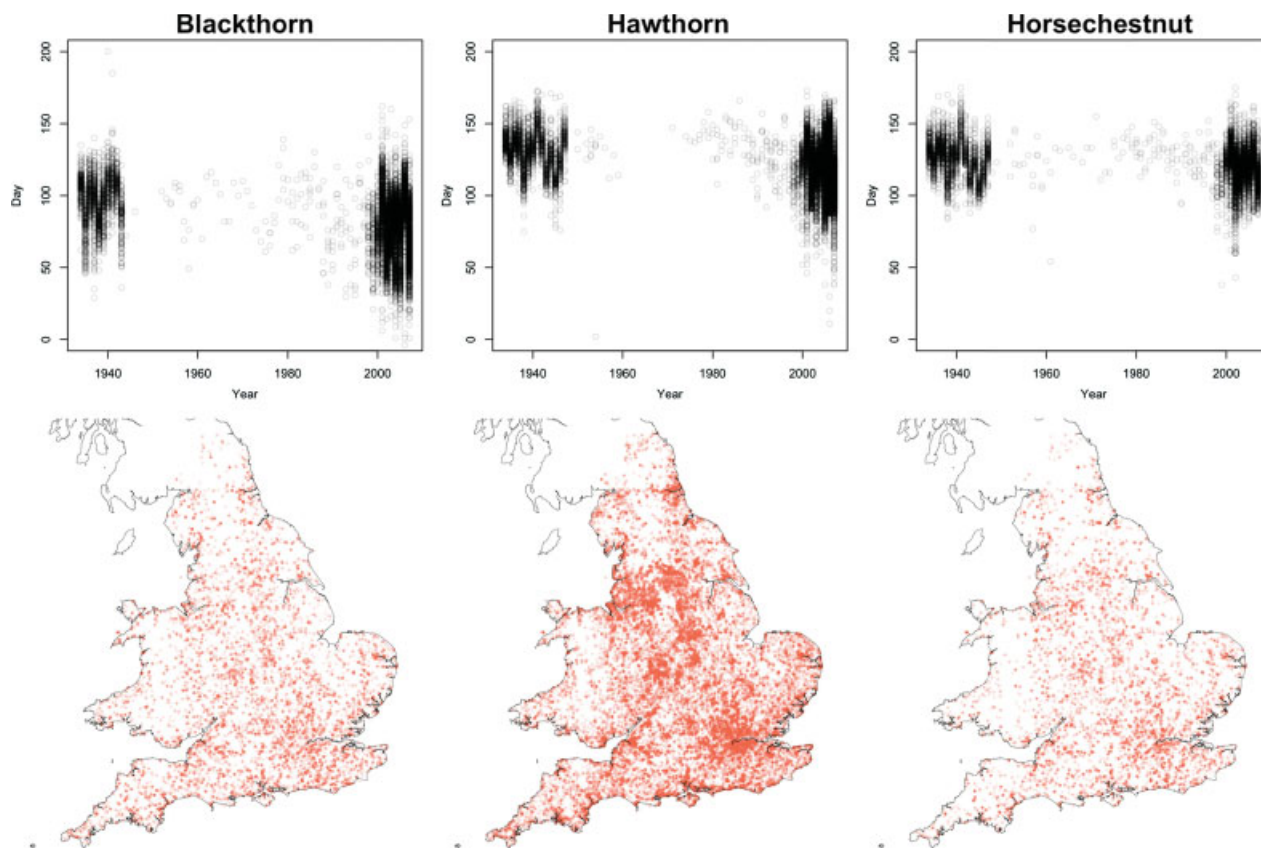 Blackthorn Hawthorn Horsechestnut
200 200 200
150 150 150
Day 100 Day 100 Day 100
50 50 50
0 0 0
1940 1960 1980 2000 1940 1960 1980 2000 1940 1960 1980 2000
Year Year Year